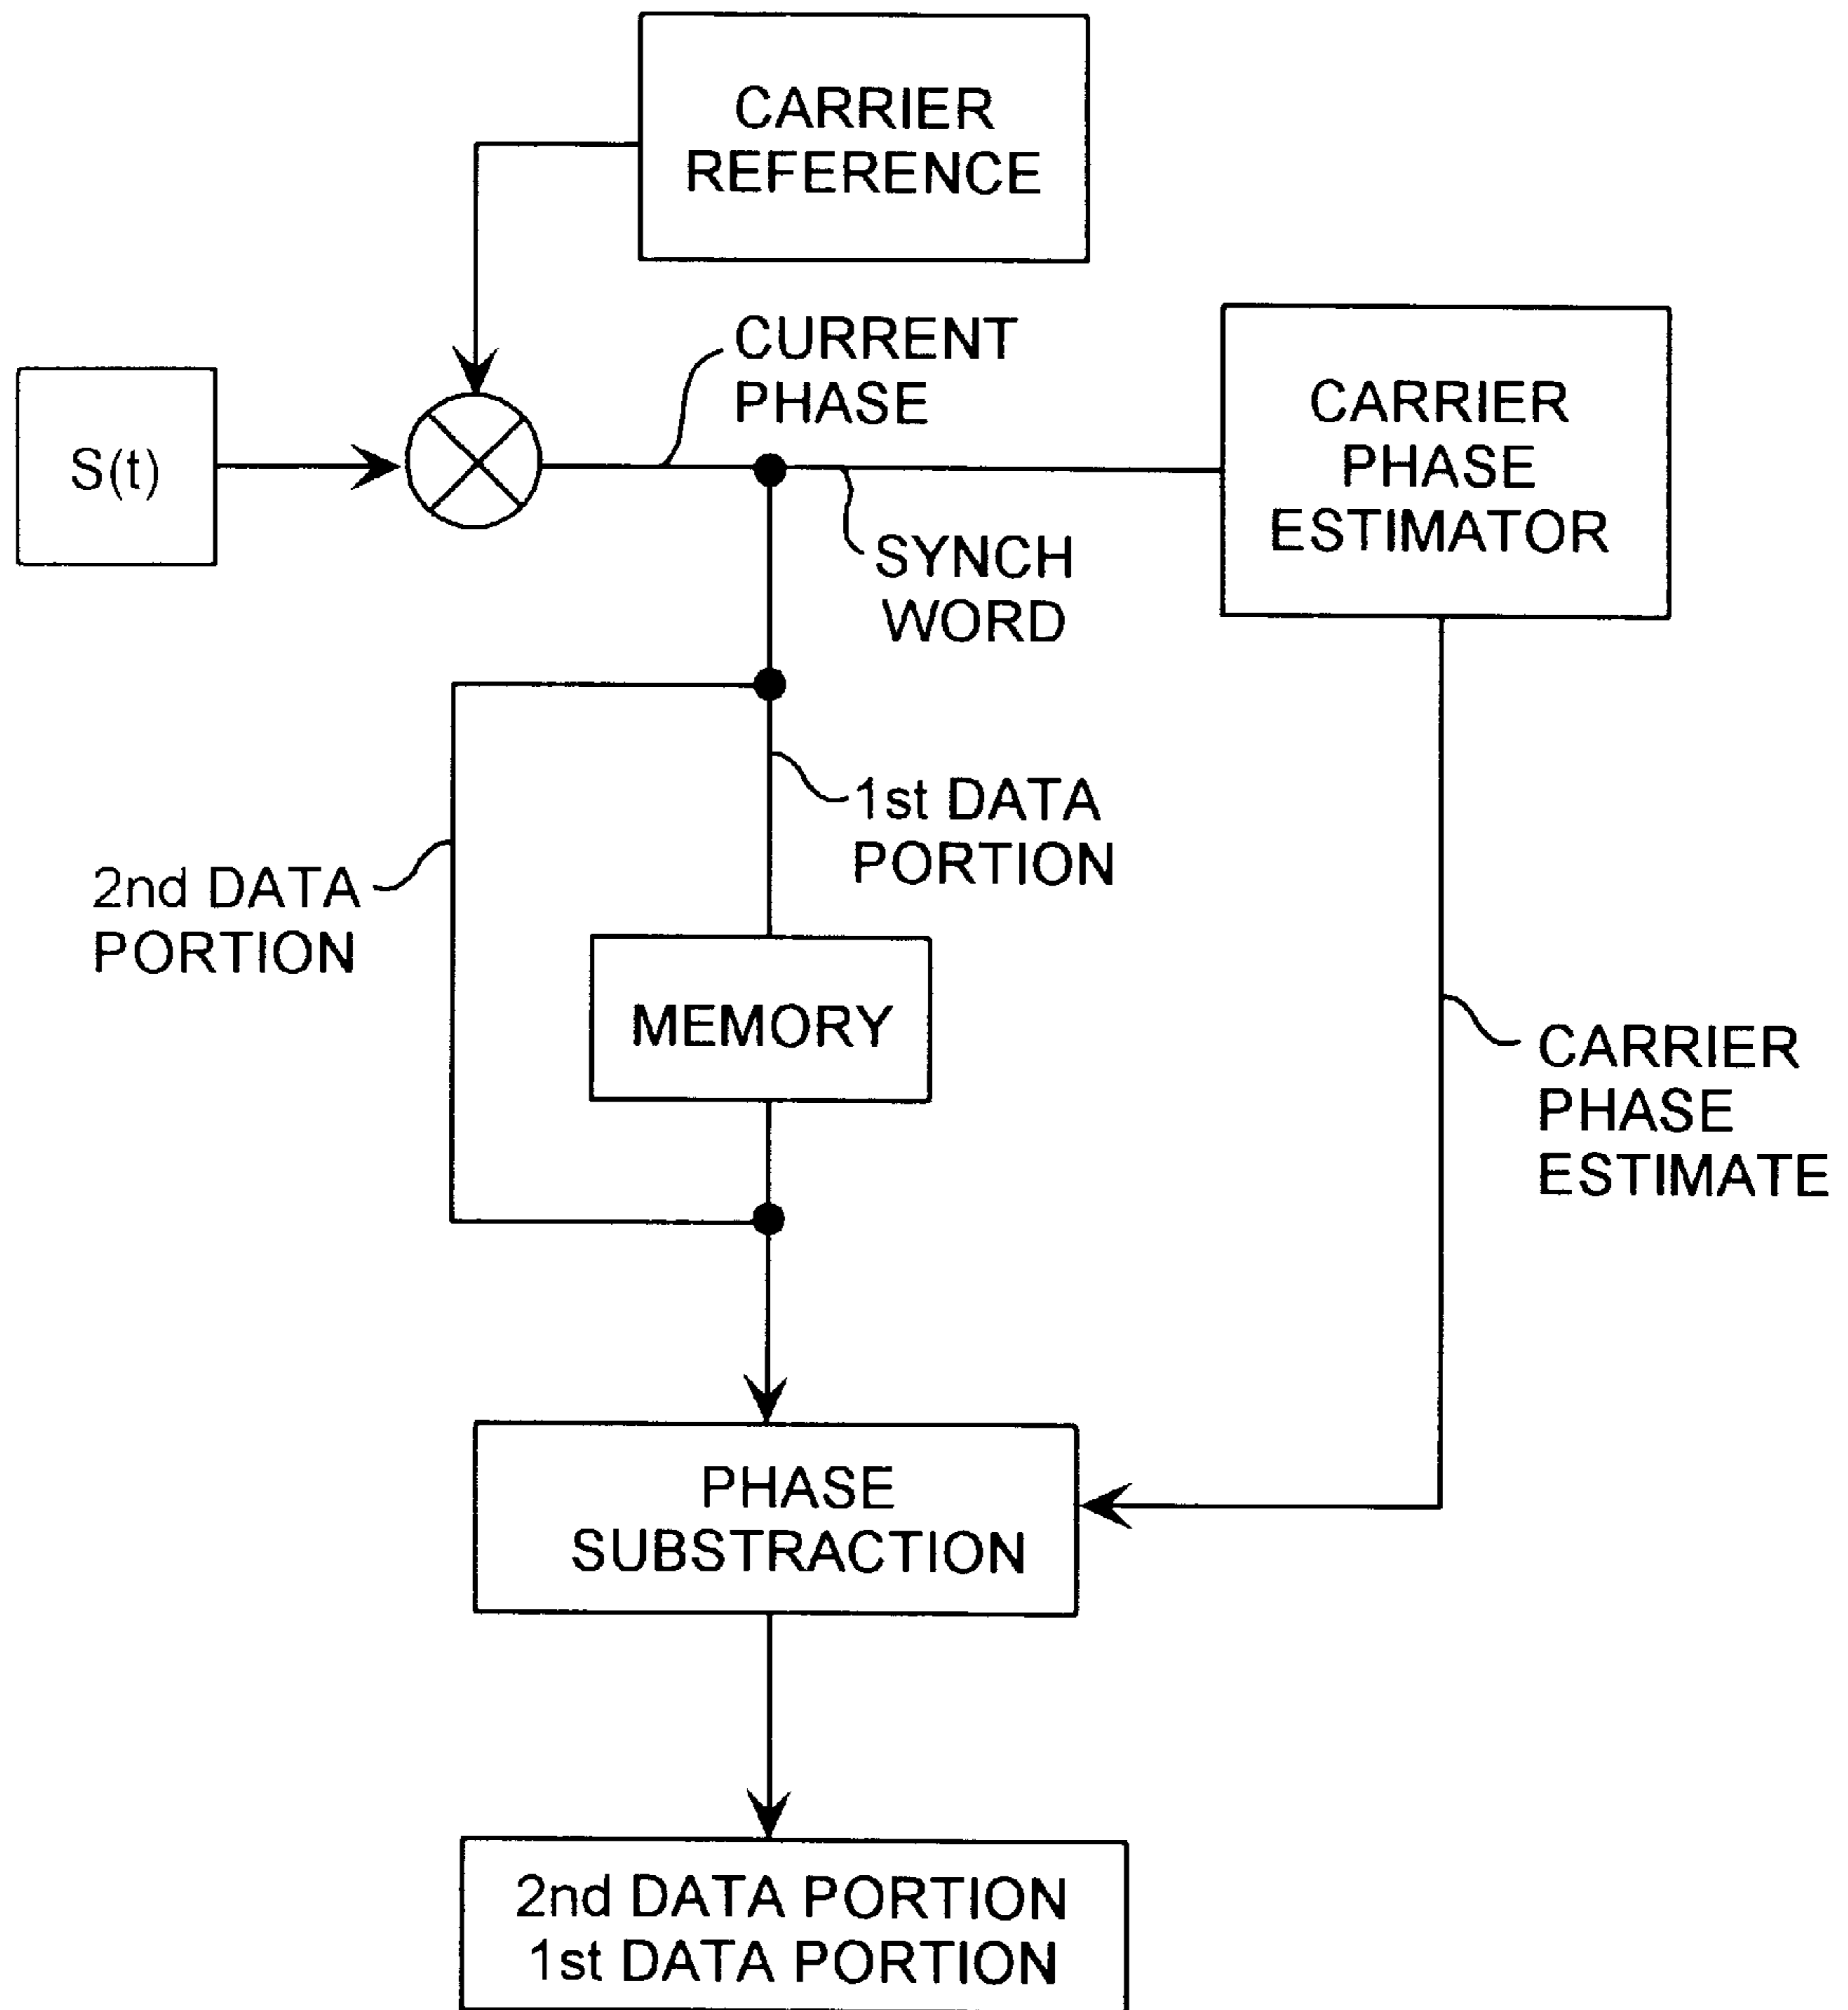 CARRIER
REFERENCE
CURRENT
PHASE
S(t)
CARRIER
PHASE
ESTIMATOR
SYNCH
WORD
1st DATA
PORTION
2nd DATA
PORTION
MEMORY
CARRIER
PHASE
ESTIMATE
PHASE
SUBSTRACTION
2nd DATA PORTION
1st DATA PORTION